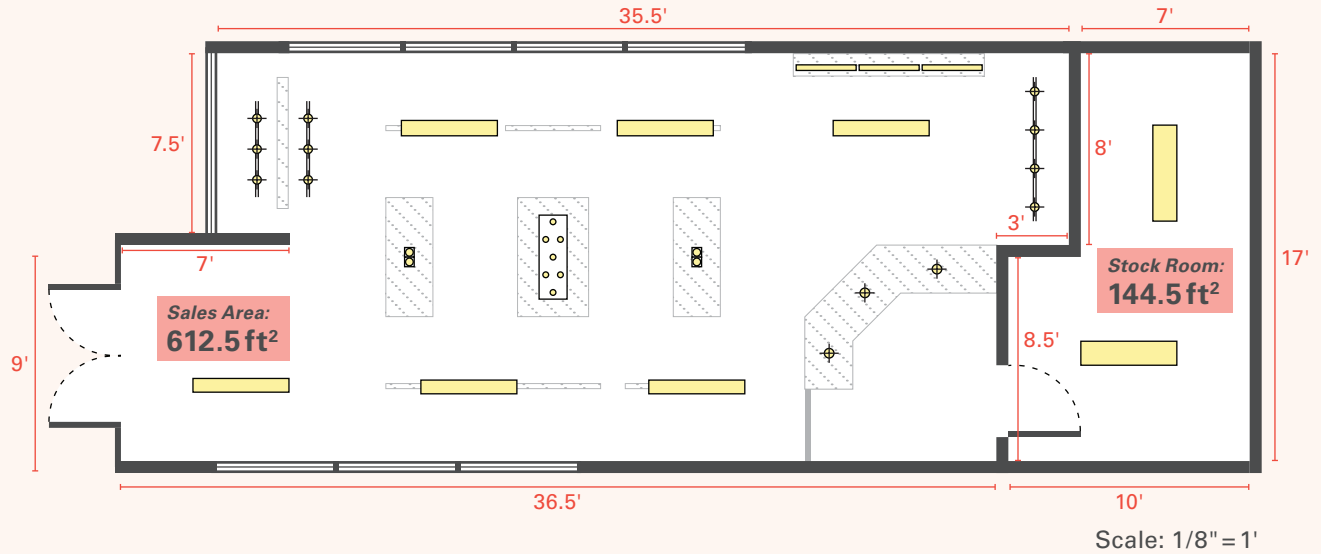 35.5'
7'
7.5'
8'
3'
7'
17'
Stock Room:
144.5 ft²
Sales Area:
612.5 ft²
9'
8.5'
36.5'
10'
Scale: 1/8"=1'